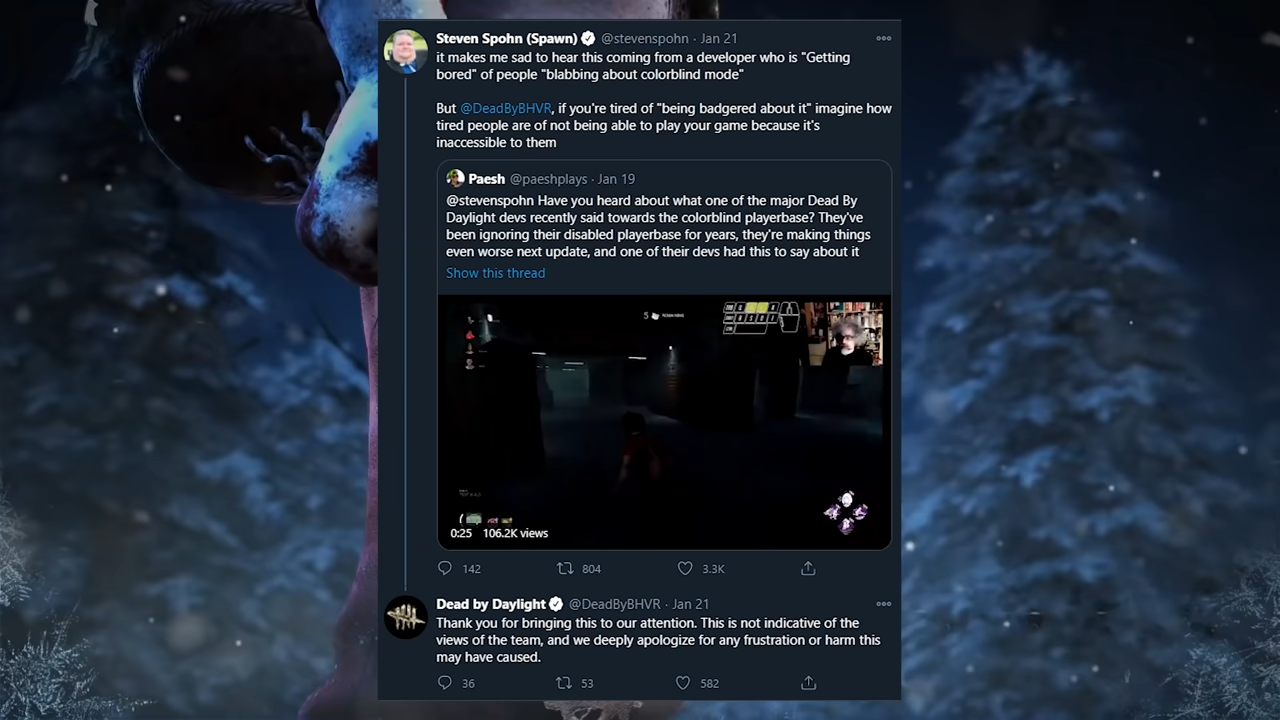 Steven Spohn (Spawn) @stevenspohn · Jan 21
it makes me sad to hear this coming from a developer who is "Getting
bored" of people "blabbing about colorblind mode"
But @DeadByBHVR, if you're tired of "being badgered about it" imagine how
tired people are of not being able to play your game because it's
inaccessible to them
Paesh @paeshplays · Jan 19
@stevenspohn Have you heard about what one of the major Dead By
Daylight devs recently said towards the colorblind playerbase? They've
been ignoring their disabled playerbase for years, they're making things
even worse next update, and one of their devs had this to say about it
Show this thread
5
0:25 106.2K views
142 804 3.3K
Dead by Daylight @DeadByBHVR · Jan 21
Thank you for bringing this to our attention. This is not indicative of the
views of the team, and we deeply apologize for any frustration or harm this
may have caused.
36 53 582